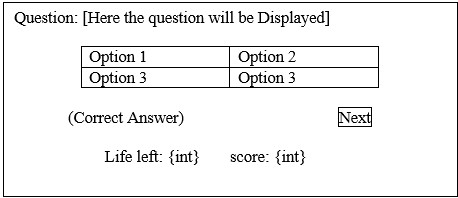 Question: [Here the question will be Displayed]
Option 1 Option 2
Option 3 Option 3
(Correct Answer) Next
Life left: {int} score: {int}